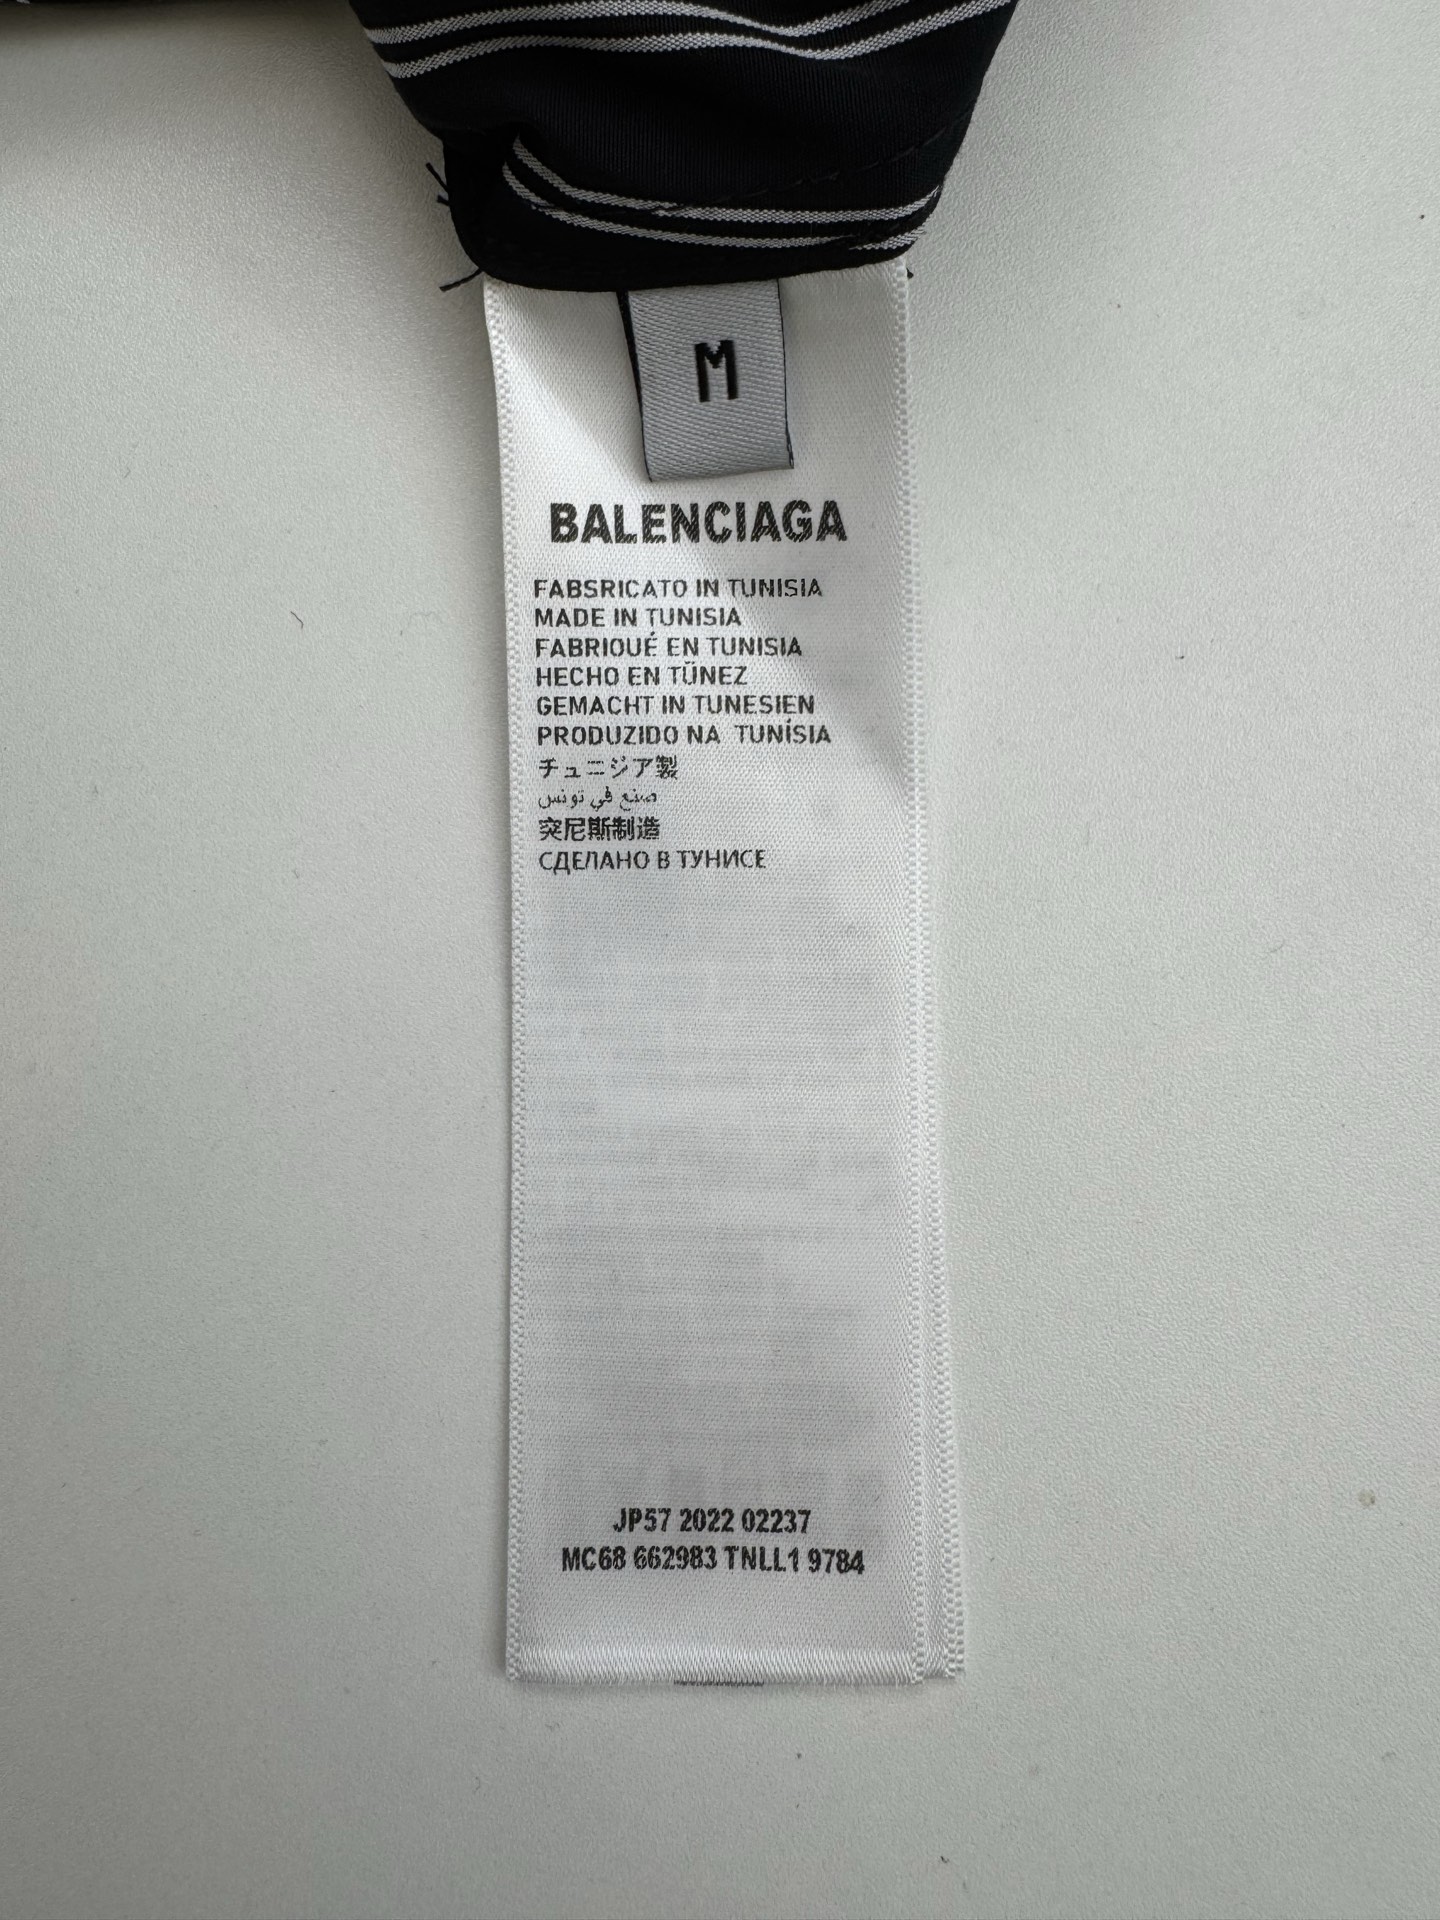 M
BALENCIAGA
FABSRICATO IN TUNISIA
MADE IN TUNISIA
FABRIOUÉ EN TUNISIA
HECHO EN TŰNEZ
GEMACHT IN TUNESIEN
PRODUZIDO NA TUNÍSIA
チュニジア製
صنع في تونس
突尼斯制造
СДЕЛАНО В ТУНИСЕ
JP57 2022 02237
MC68 662983 TNLL1 9784